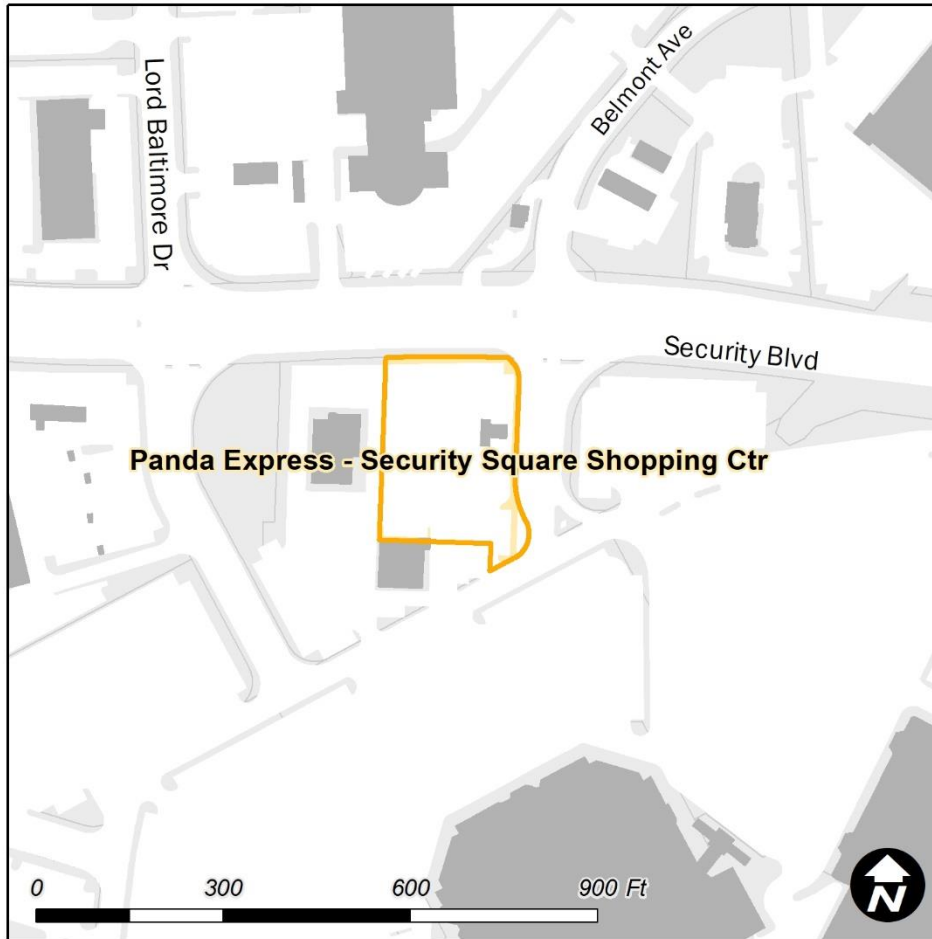 Lord Baltimore Dr
Belmont Ave
Security Blvd
Panda Express - Security Square Shopping Ctr
0 300 600 900 Ft
N